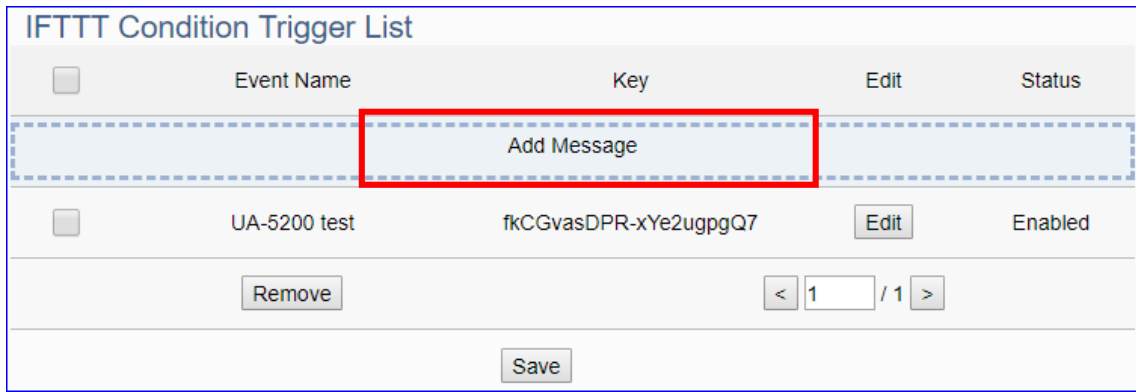 IFTTT Condition Trigger List
Event Name Key Edit Status
Add Message
UA-5200 test fkCGvasDPR-xYe2ugpgQ7 Edit Enabled
Remove < 1 / 1 >
Save